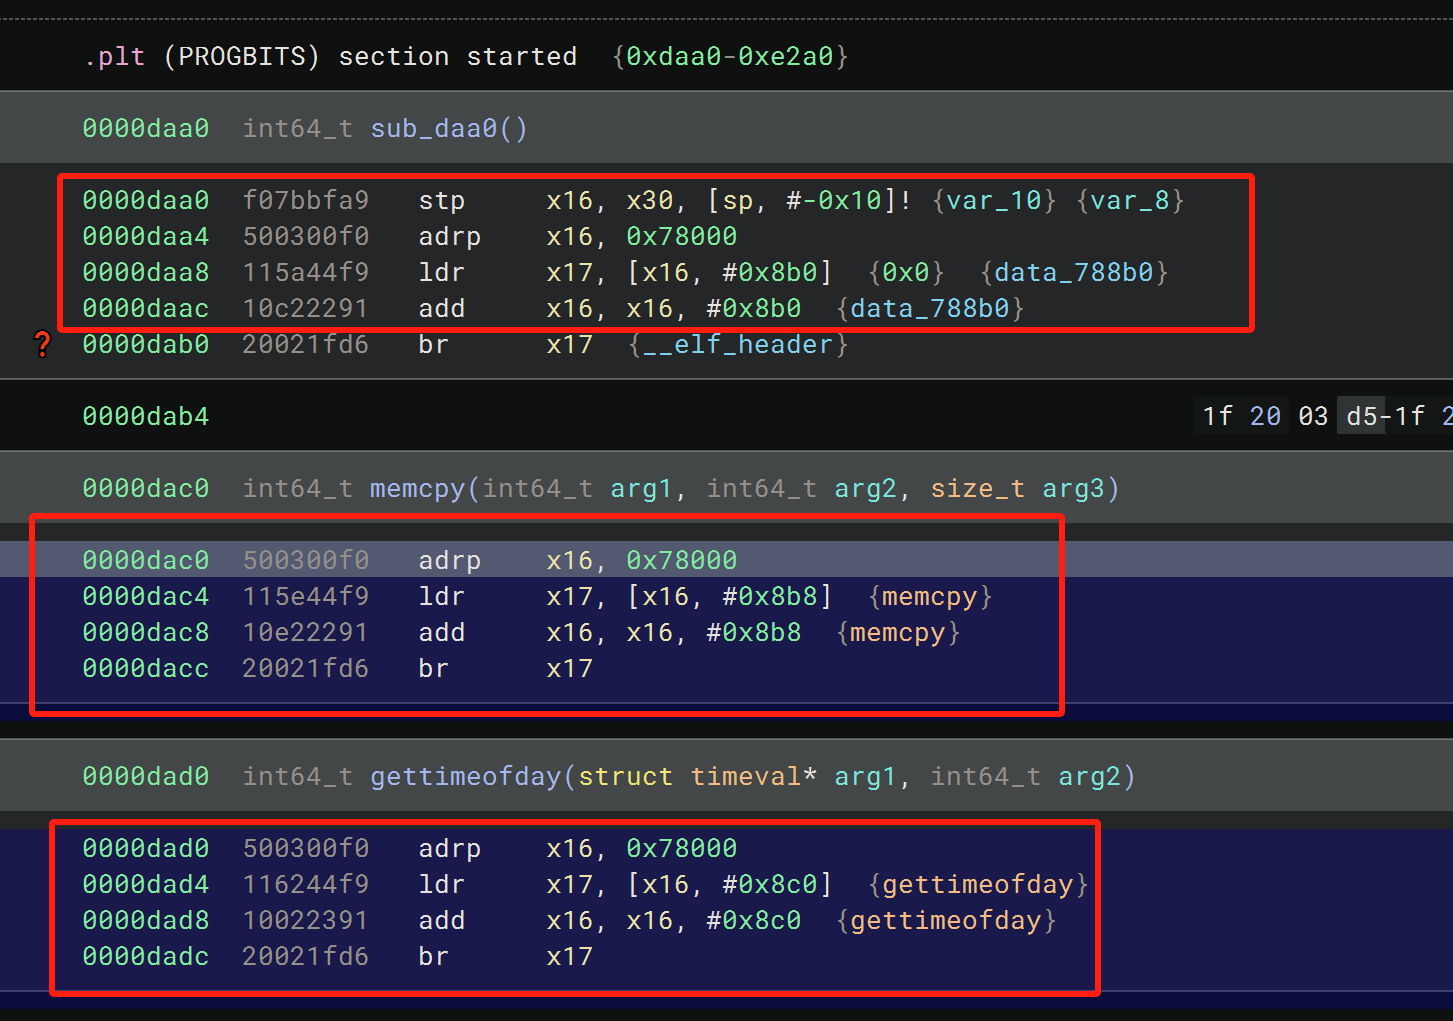 .plt (PROGBITS) section started {0xdaa0-0xe2a0}
0000daa0 int64_t sub_daa0()
0000daa0 f07bbfa9 stp x16, x30, [sp, #-0x10]! {var_10} {var_8}
0000daa4 500300f0 adrp x16, 0x78000
0000daa8 115a44f9 ldr x17, [x16, #0x8b0] {0x0} {data_788b0}
0000daac 10c22291 add x16, x16, #0x8b0 {data_788b0}
? 0000dab0 20021fd6 br x17 {__elf_header}
0000dab4 1f 20 03 d5-1f 2
0000dac0 int64_t memcpy(int64_t arg1, int64_t arg2, size_t arg3)
0000dac0 500300f0 adrp x16, 0x78000
0000dac4 115e44f9 ldr x17, [x16, #0x8b8] {memcpy}
0000dac8 10e22291 add x16, x16, #0x8b8 {memcpy}
0000dacc 20021fd6 br x17
0000dad0 int64_t gettimeofday(struct timeval* arg1, int64_t arg2)
0000dad0 500300f0 adrp x16, 0x78000
0000dad4 116244f9 ldr x17, [x16, #0x8c0] {gettimeofday}
0000dad8 10022391 add x16, x16, #0x8c0 {gettimeofday}
0000dadc 20021fd6 br x17